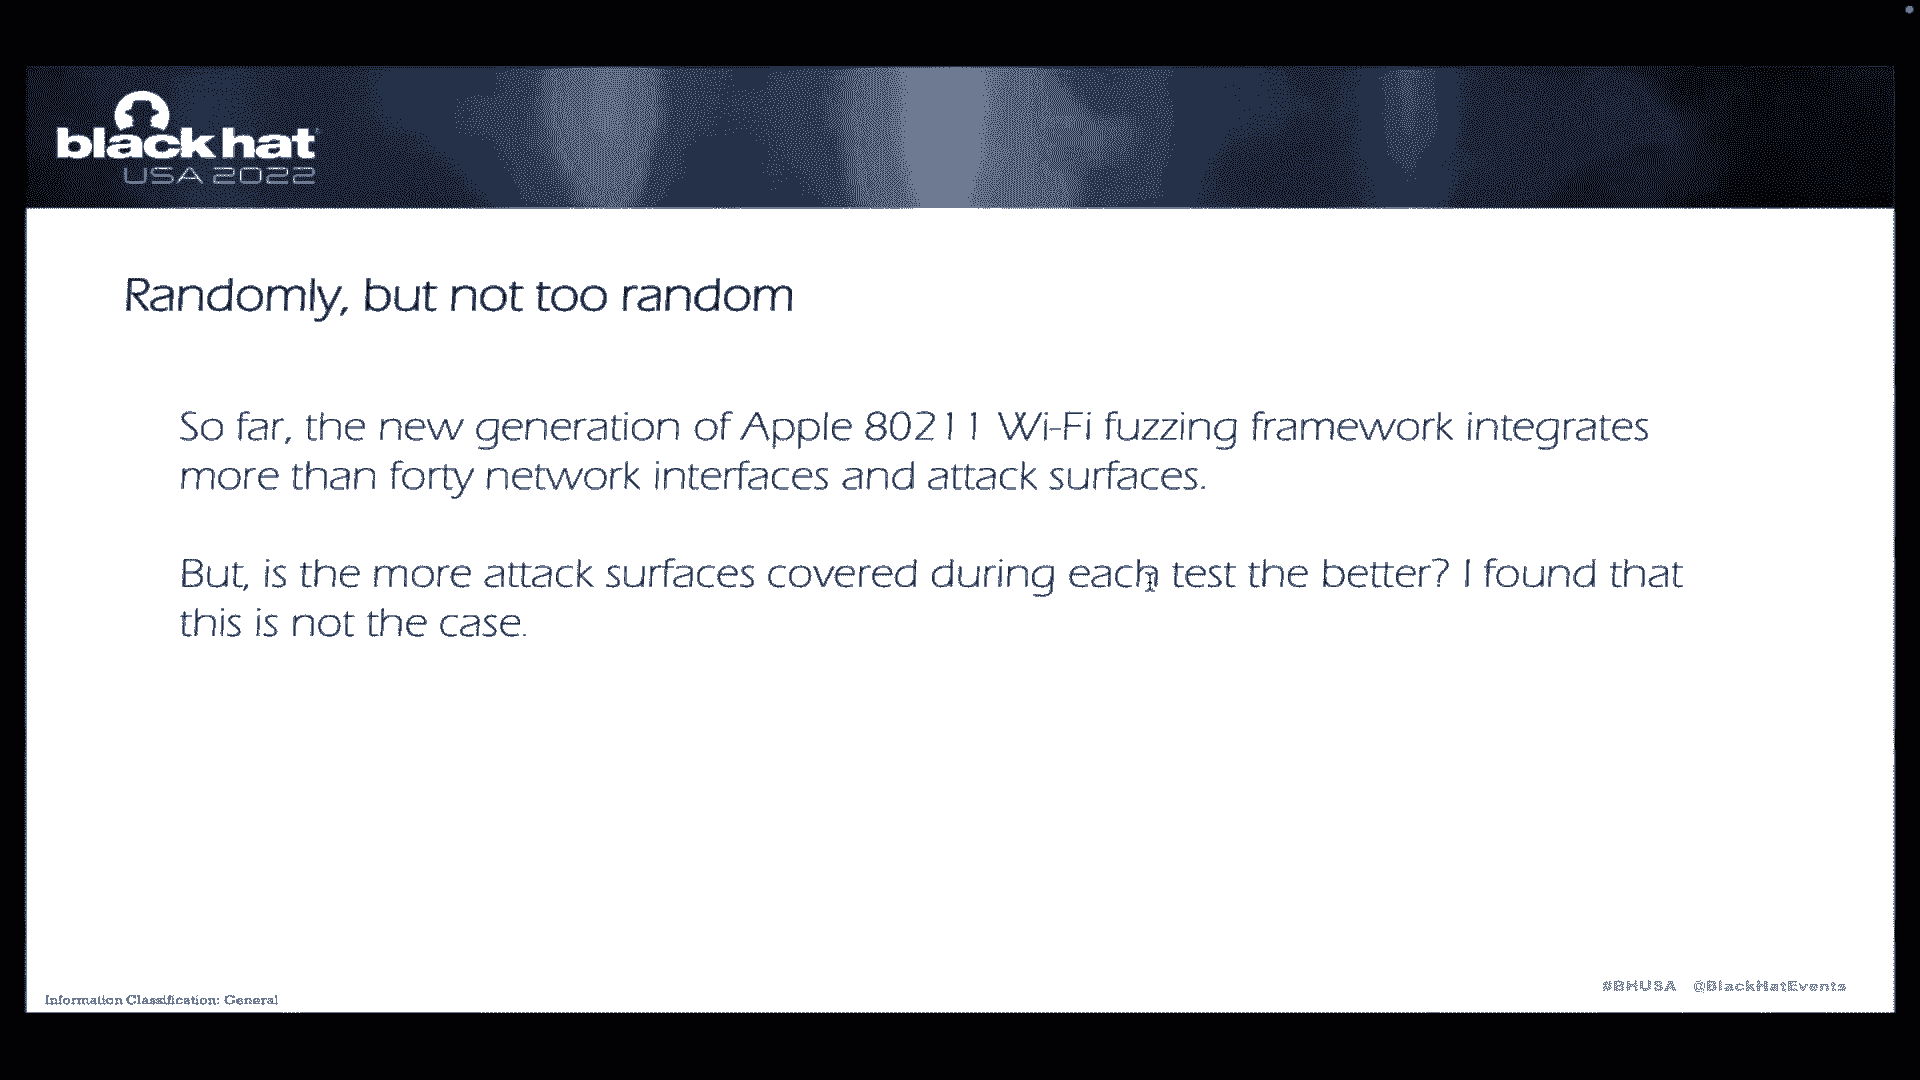 black hat
USA 2022
Randomly, but not too random
So far, the new generation of Apple 80211 Wi-Fi fuzzing framework integrates
more than forty network interfaces and attack surfaces.
But, is the more attack surfaces covered during each test the better? I found that
this is not the case.
Information Classification: General
#BHUSA @BlackHatEvents